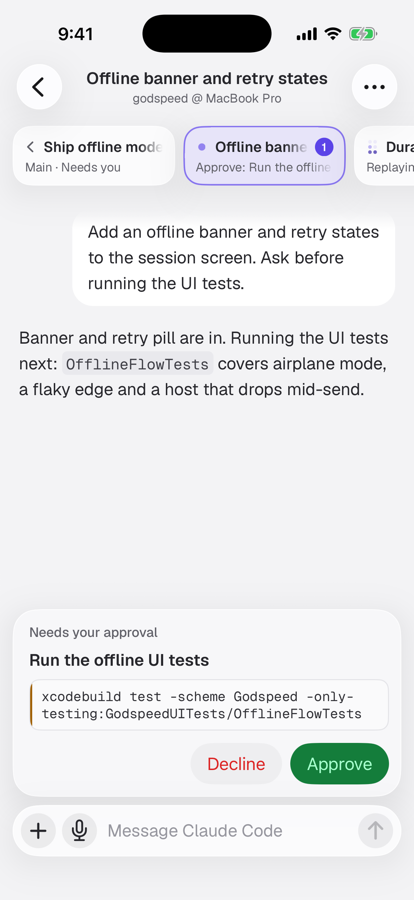 9:41
Offline banner and retry states
godspeed @ MacBook Pro
Ship offline mode
Main · Needs you
Offline banne
1
Approve: Run the offline
Dura
Replayin
Add an offline banner and retry states
to the session screen. Ask before
running the UI tests.
Banner and retry pill are in. Running the UI tests
next: OfflineFlowTests covers airplane mode,
a flaky edge and a host that drops mid-send.
Needs your approval
Run the offline UI tests
xcodebuild test -scheme Godspeed -only-
testing:GodspeedUITests/OfflineFlowTests
Decline
Approve
Message Claude Code